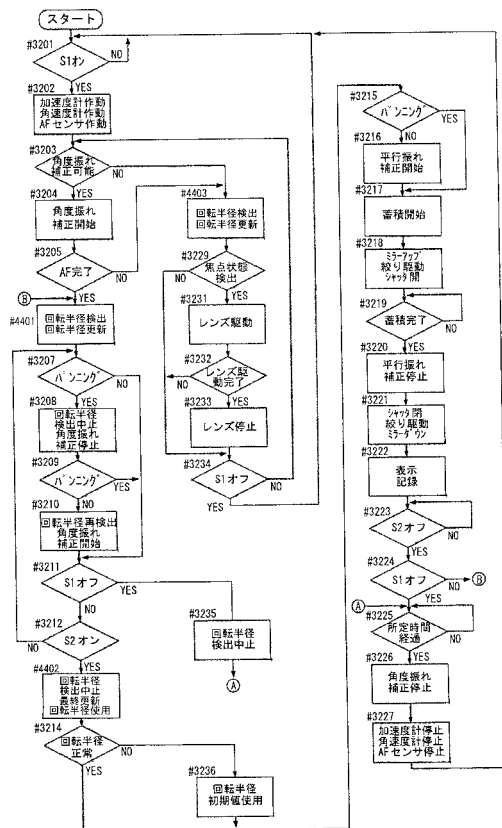 スタート
#3201
S1オン
NO
YES
#3202
加速度計作動
角速度計作動
AFセンサ作動
#3203
角度振れ
補正可能
NO
YES
#3204
角度振れ
補正開始
#3205
AF完了
NO
YES
Ⓑ
#4401
回転半径検出
回転半径更新
#3207
パンニング
NO
YES
#3208
回転半径
検出中止
角度振れ
補正停止
#3209
パンニング
YES
NO
#3210
回転半径再検出
角度振れ
補正開始
#3211
S1オフ
YES
NO
#3212
S2オン
NO
YES
#4402
回転半径
検出中止
最終更新
回転半径使用
#3214
回転半径
正常
NO
YES
#4403
回転半径検出
回転半径更新
#3229
焦点状態
検出
NO
YES
#3231
レンズ駆動
#3232
レンズ駆
動完了
NO
YES
#3233
レンズ停止
#3234
S1オフ
NO
YES
#3235
回転半径
検出中止
Ⓐ
#3236
回転半径
初期値使用
#3215
パンニング
YES
NO
#3216
平行振れ
補正開始
#3217
蓄積開始
#3218
ミラーアップ
絞り駆動
シャッタ開
#3219
蓄積完了
NO
YES
#3220
平行振れ
補正停止
#3221
シャッタ閉
絞り駆動
ミラーダウン
#3222
表示
記録
#3223
S2オフ
NO
YES
#3224
S1オフ
NO
Ⓑ
YES
Ⓐ
#3225
所定時間
経過
NO
YES
#3226
角度振れ
補正停止
#3227
加速度計停止
角速度計停止
AFセンサ停止